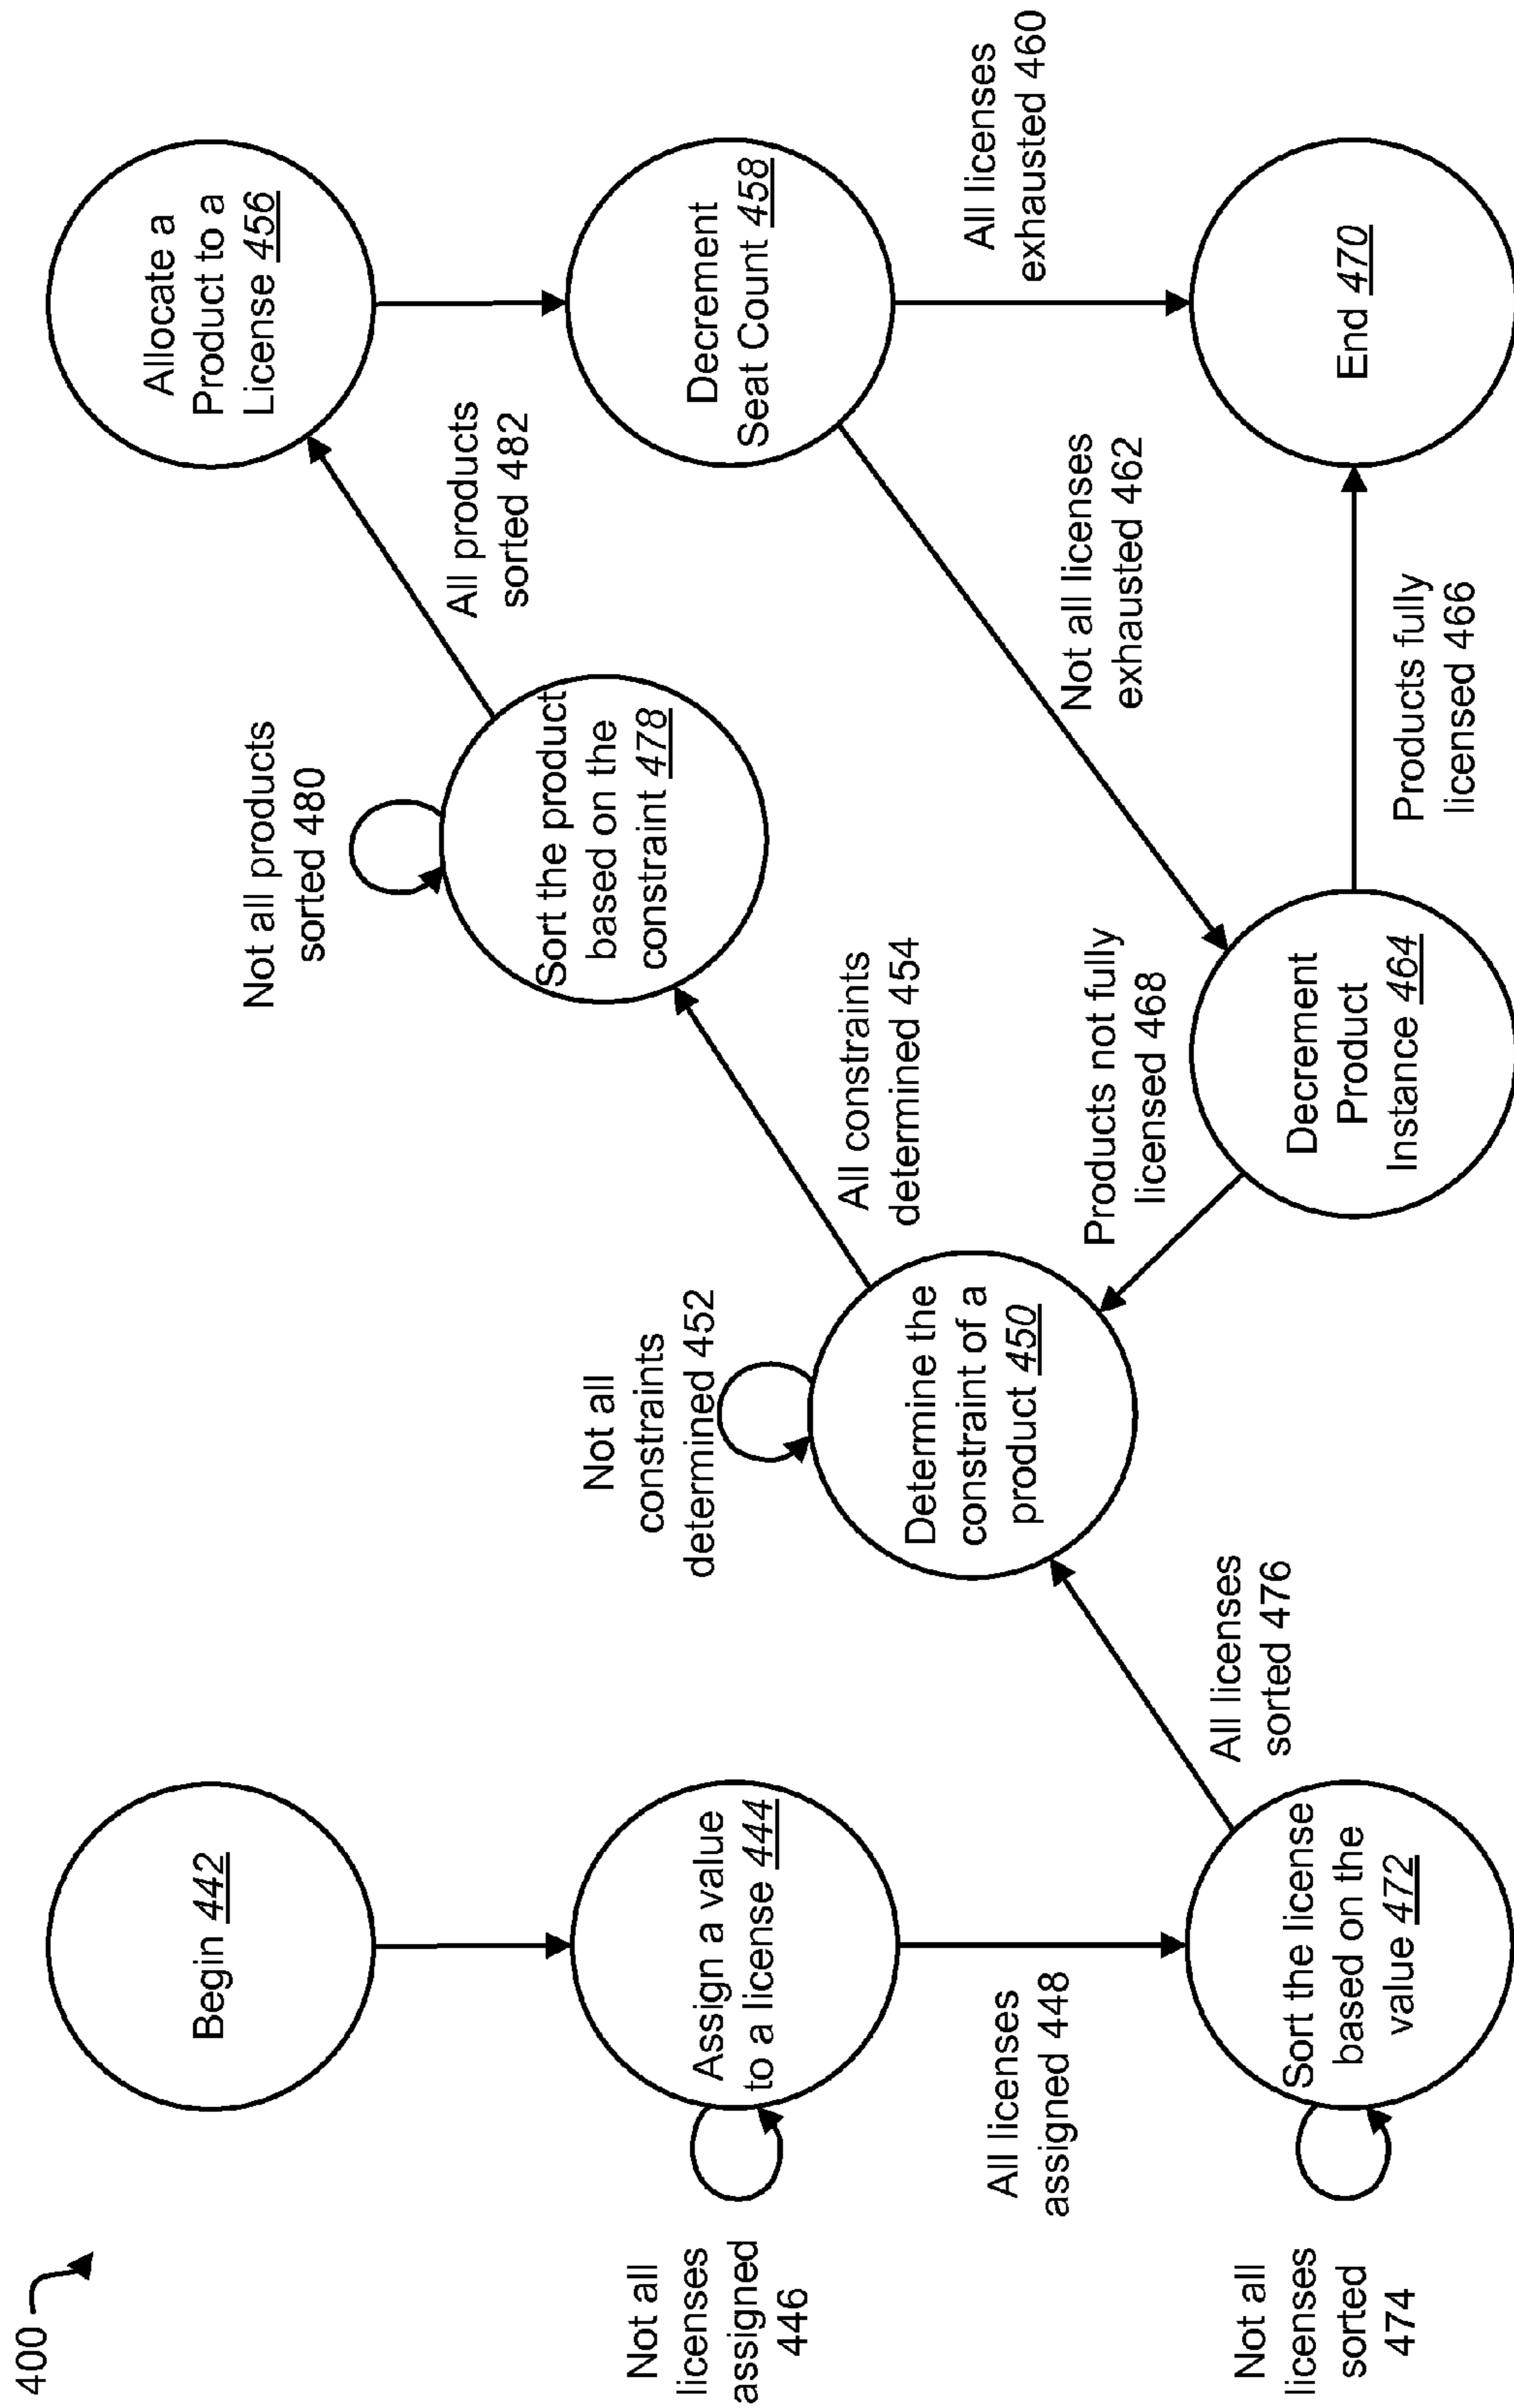 400
Begin 442
Assign a value
to a license 444
Not all
licenses
assigned
446
All licenses
assigned 448
Sort the license
based on the
value 472
Not all
licenses
sorted
474
All licenses
sorted 476
Determine the
constraint of a
product 450
Not all
constraints
determined 452
All constraints
determined 454
Sort the product
based on the
constraint 478
Not all products
sorted 480
All products
sorted 482
Allocate a
Product to a
License 456
Decrement
Seat Count 458
All licenses
exhausted 460
Not all licenses
exhausted 462
Decrement
Product
Instance 464
Products not fully
licensed 468
Products fully
licensed 466
End 470